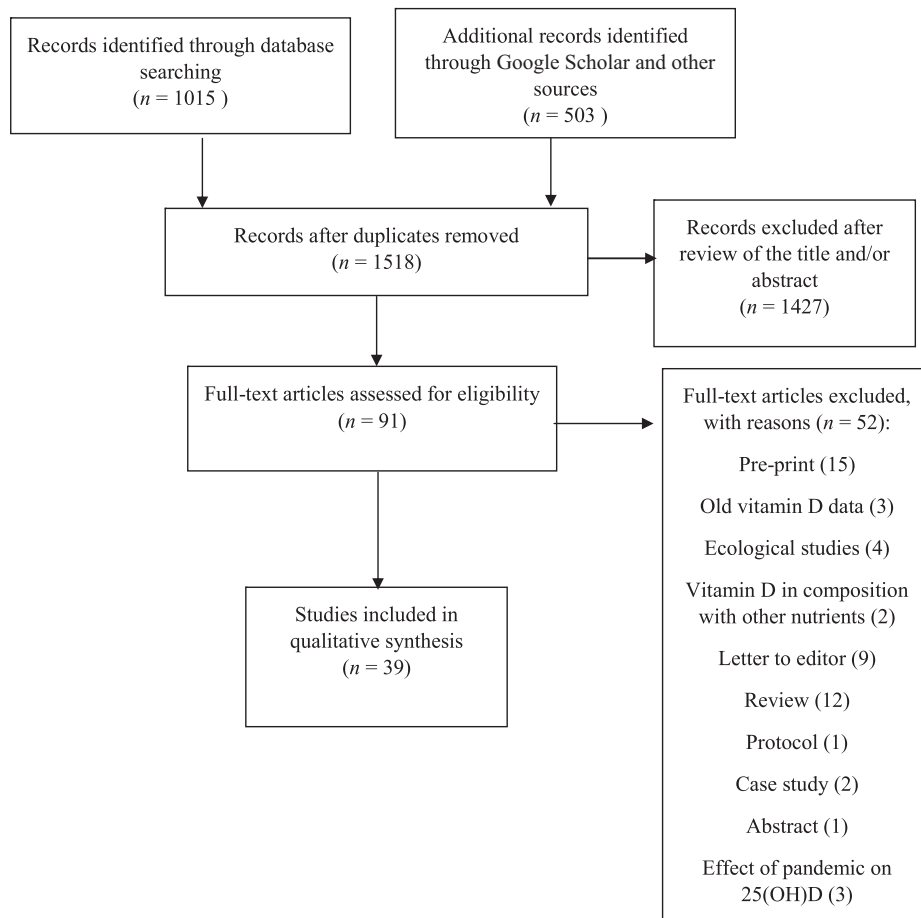 Records identified through database
searching
(n = 1015 )
Additional records identified
through Google Scholar and other
sources
(n = 503 )
Records after duplicates removed
(n = 1518)
Records excluded after
review of the title and/or
abstract
(n = 1427)
Full-text articles assessed for eligibility
(n = 91)
Full-text articles excluded,
with reasons (n = 52):
Pre-print (15)
Old vitamin D data (3)
Ecological studies (4)
Vitamin D in composition
with other nutrients (2)
Letter to editor (9)
Review (12)
Protocol (1)
Case study (2)
Abstract (1)
Effect of pandemic on
25(OH)D (3)
Studies included in
qualitative synthesis
(n = 39)